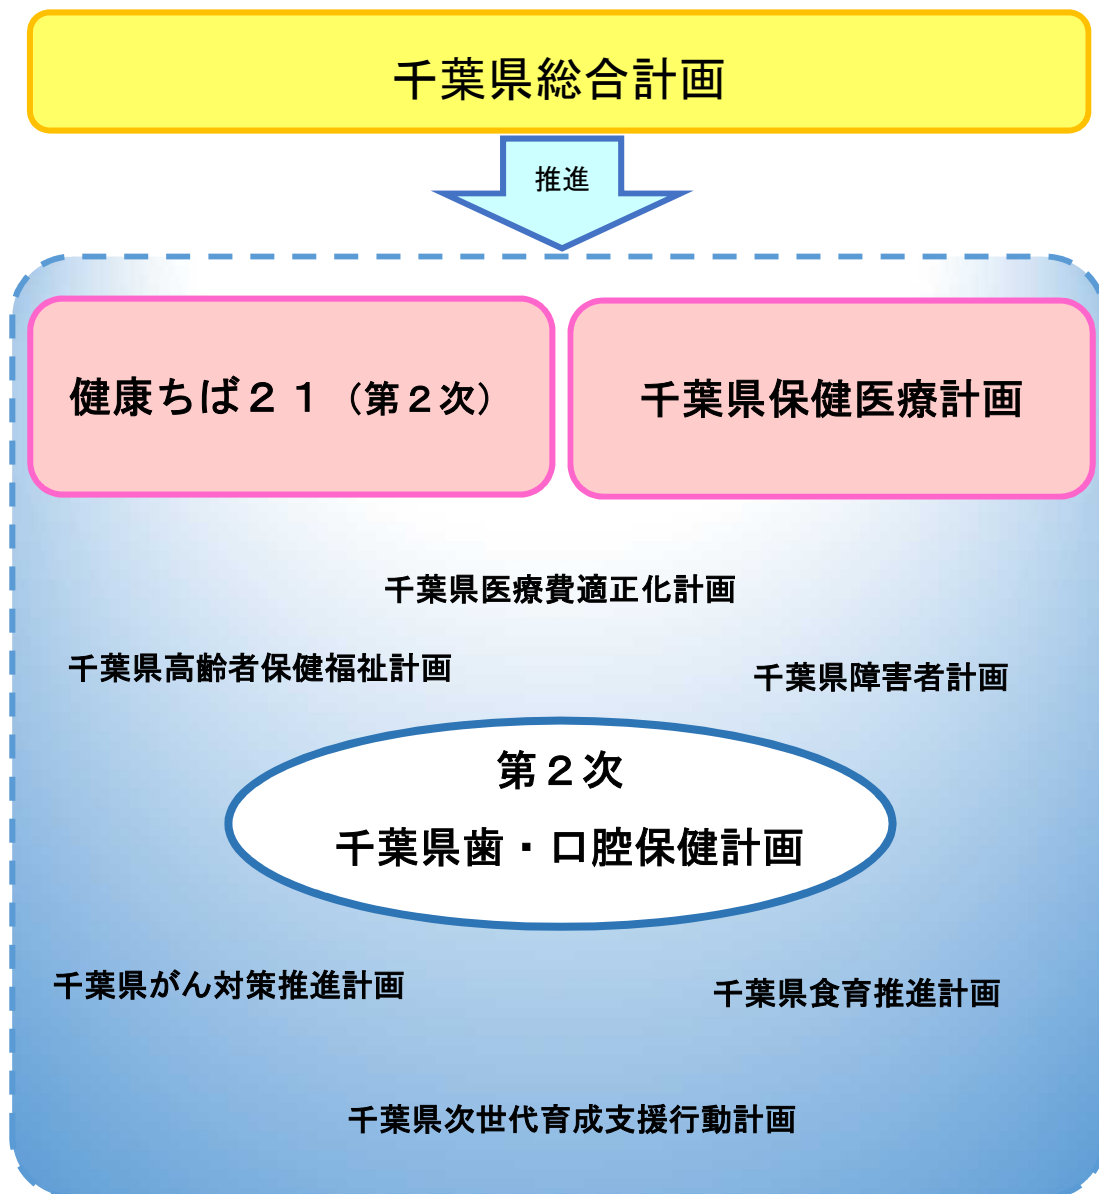 千葉県総合計画
推進
健康ちば２１（第２次）
千葉県保健医療計画
千葉県医療費適正化計画
千葉県高齢者保健福祉計画
千葉県障害者計画
第２次
千葉県歯・口腔保健計画
千葉県がん対策推進計画
千葉県食育推進計画
千葉県次世代育成支援行動計画